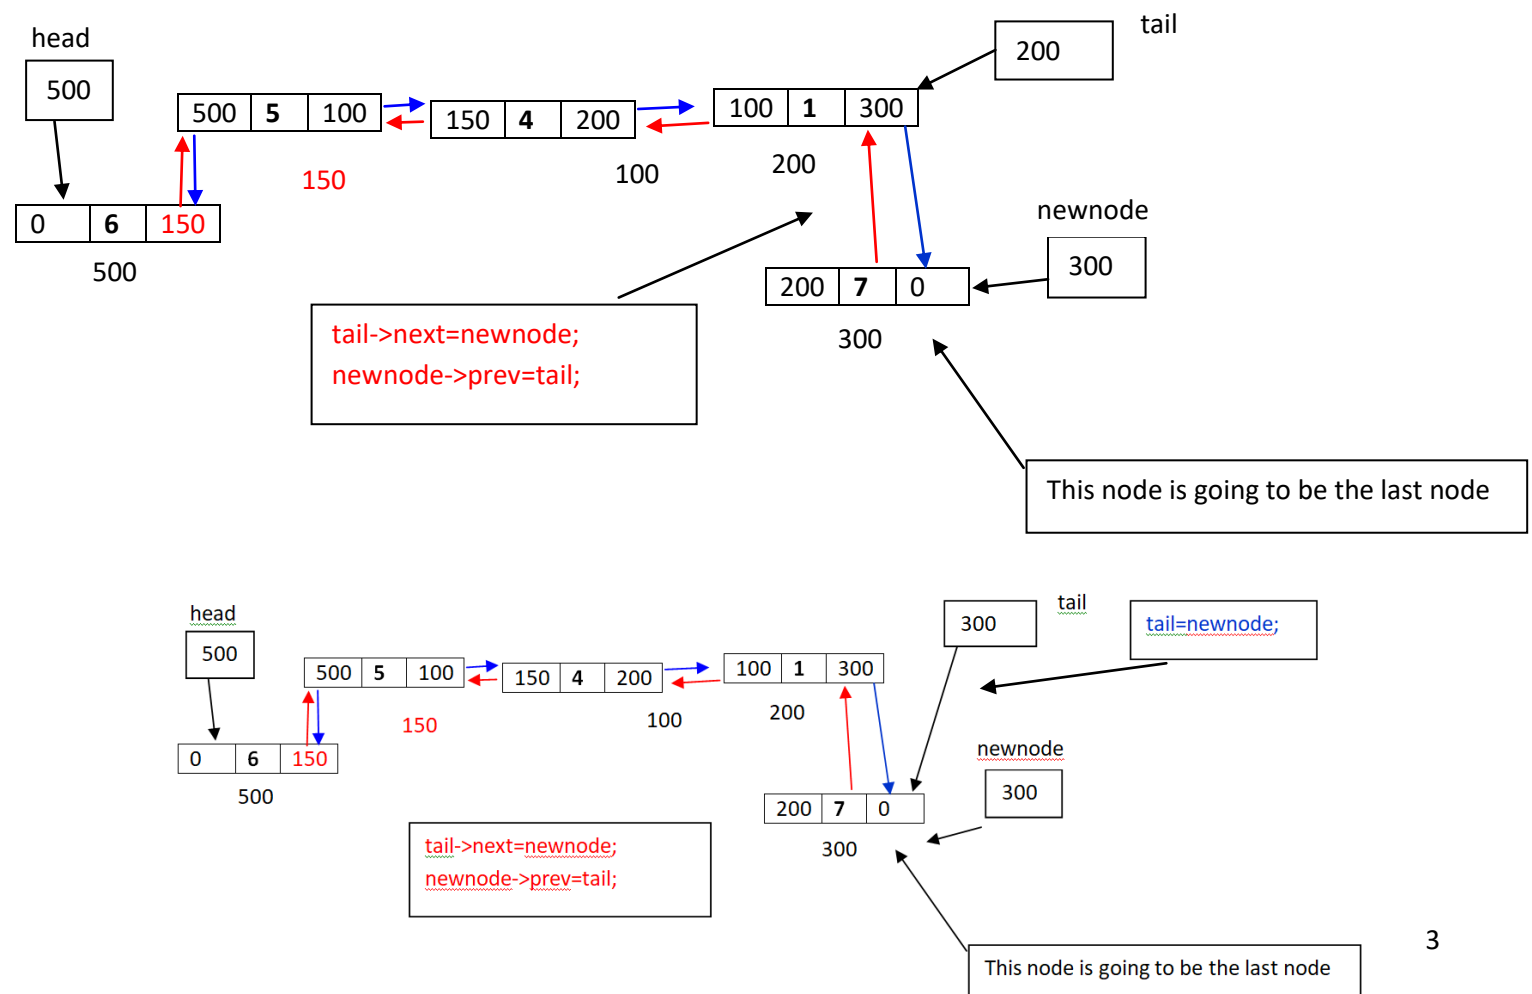 tail
head
200
500
500 5 100
150 4 200
100 1 300
150
100
200
newnode
0 6 150
500
300
200 7 0
300
tail->next=newnode;
newnode->prev=tail;
This node is going to be the last node
head
300
tail
tail=newnode;
500
500 5 100
150 4 200
100 1 300
150
100
200
0 6 150
500
newnode
300
200 7 0
300
tail->next=newnode;
newnode->prev=tail;
3
This node is going to be the last node